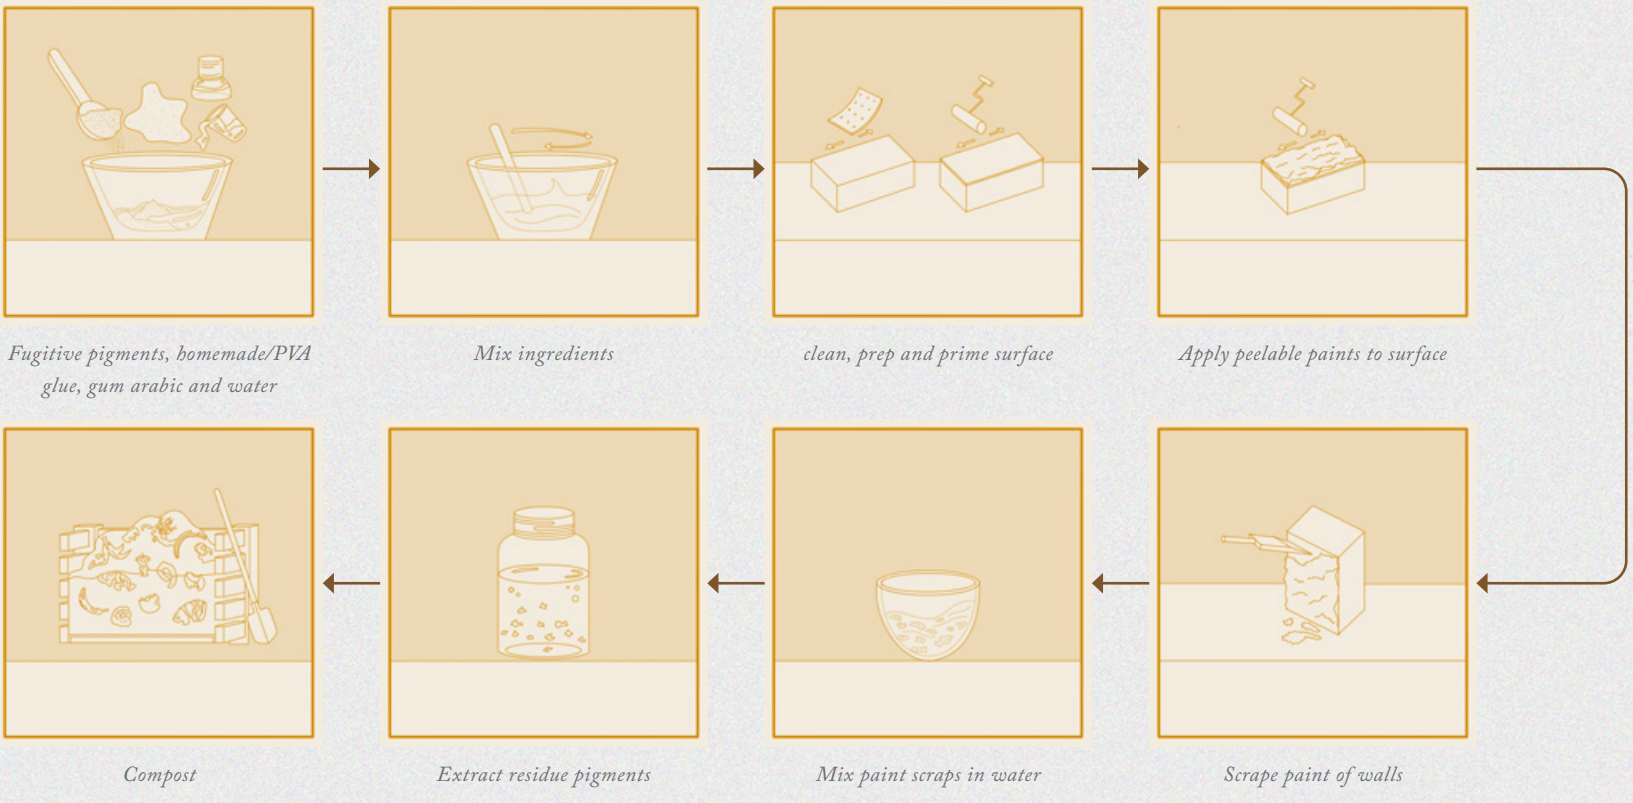 Fugitive pigments, homemade/PVA
glue, gum arabic and water
Mix ingredients
clean, prep and prime surface
Apply peelable paints to surface
Scrape paint of walls
Mix paint scraps in water
Extract residue pigments
Compost